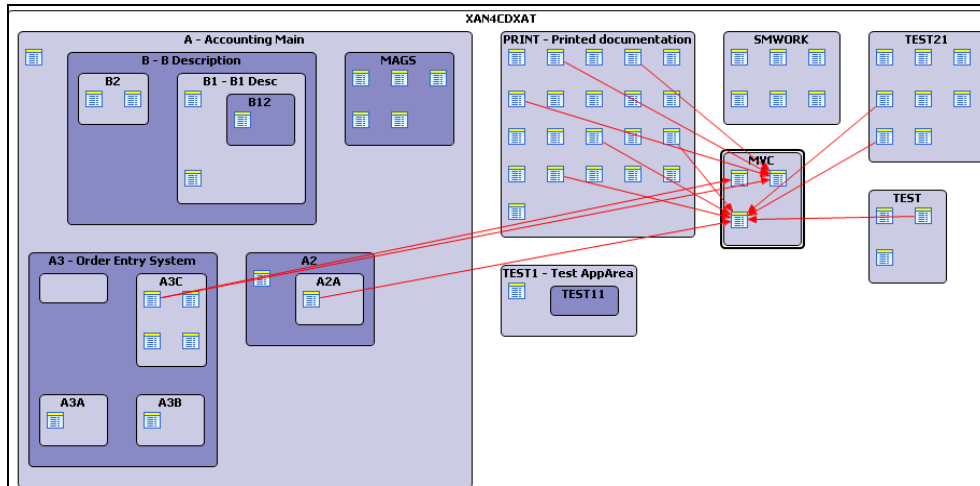 XAN4CDXAT
A - Accounting Main
PRINT - Printed documentation
SMWORK
TEST21
B - B Description
MAGS
B2
B1 - B1 Desc
B12
MVC
TEST
A3 - Order Entry System
A2
A3C
A2A
TEST1 - Test AppArea
TEST11
A3A
A3B